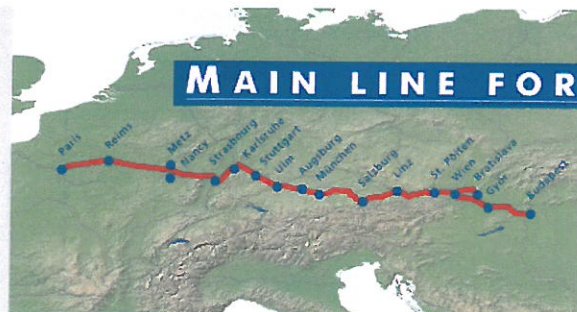 MAIN LINE FOR
Paris
Reims
Metz
Nancy
Strasbourg
Karlsruhe
Stuttgart
Ulm
Augsburg
München
Salzburg
Linz
St. Pölten
Wien
Bratislava
Győr
Budapest